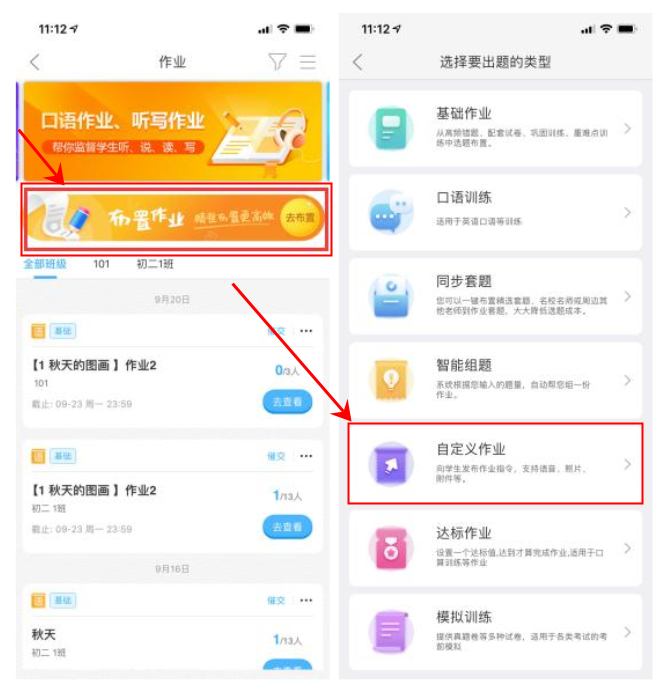 11:12
作业
口语作业、听写作业
帮你监督学生听、说、读、写
布置作业 随堂布置更高效 去布置
全部班级 101 初二1班
9月20日
基础 催交
【1 秋天的图画 】作业2
0/3人
101
截止: 09-23 周一 23:59
去查看
基础 催交
【1 秋天的图画 】作业2
1/13人
初二 1班
截止: 09-23 周一 23:59
去查看
9月16日
基础 催交
秋天
1/13人
初二 1班
11:12
选择要出题的类型
基础作业
从高频错题、配套试卷、巩固训练、重难点训
练中选题布置。
口语训练
适用于英语口语等训练
同步套题
您可以一键布置精选套题、名校名师或周边其
他老师到作业套题，大大降低选题成本。
智能组题
系统根据您输入的题量，自动帮您组一份
作业。
自定义作业
向学生发布作业指令，支持语音、照片、
附件等。
达标作业
设置一个达标值,达到才算完成作业,适用于口
算训练等作业
模拟训练
提供真题卷等多种试卷，适用于各类考试的考
前模拟